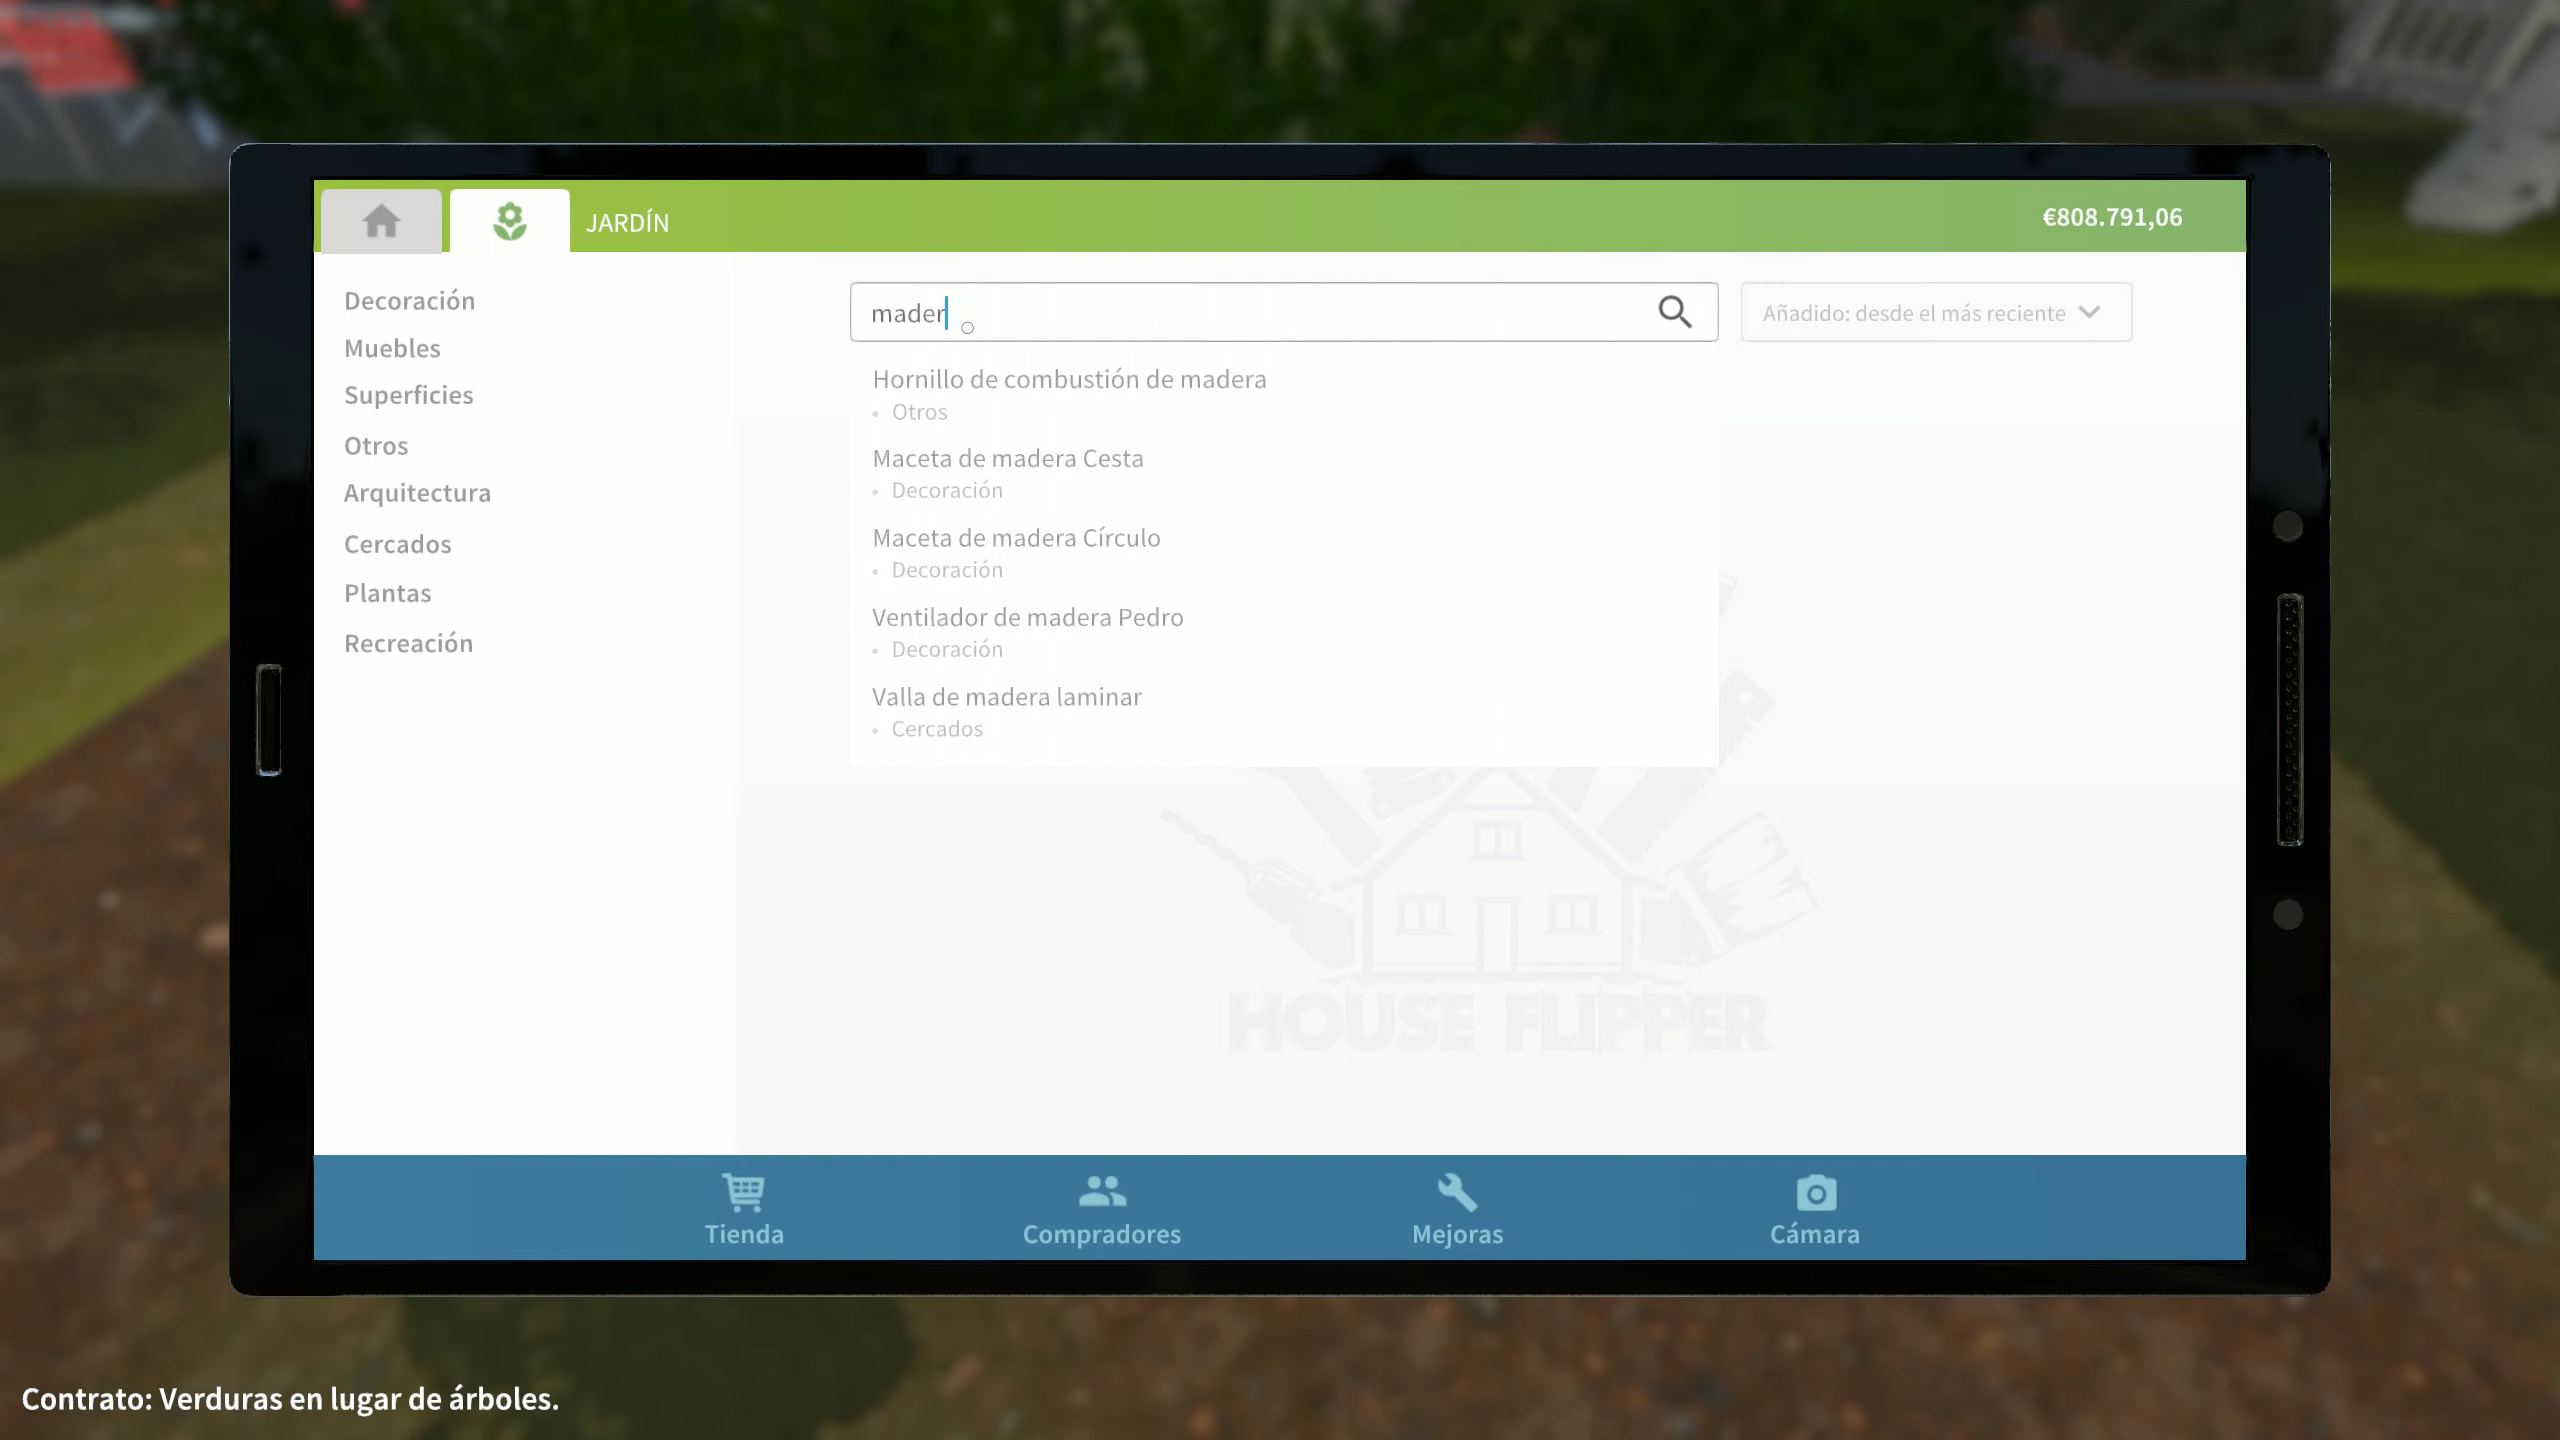 JARDÍN
€808.791,06
Decoración
Muebles
Superficies
Otros
Arquitectura
Cercados
Plantas
Recreación
mader
Añadido: desde el más reciente
Hornillo de combustión de madera
• Otros
Maceta de madera Cesta
• Decoración
Maceta de madera Círculo
• Decoración
Ventilador de madera Pedro
• Decoración
Valla de madera laminar
• Cercados
HOUSE FLIPPER
Tienda
Compradores
Mejoras
Cámara
Contrato: Verduras en lugar de árboles.